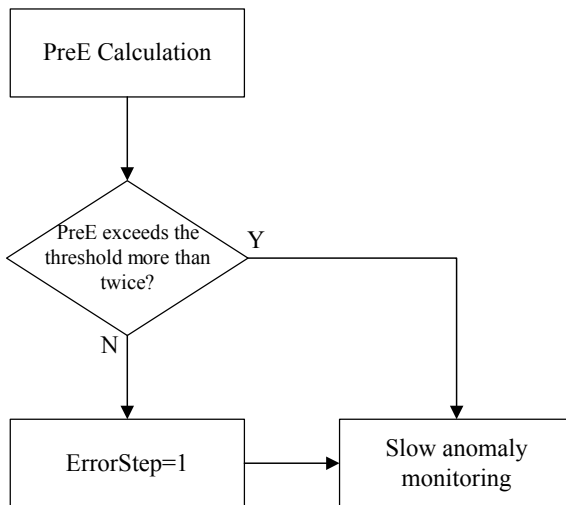 PreE Calculation
PreE exceeds the
threshold more than
twice?
Y
N
ErrorStep=1
Slow anomaly
monitoring